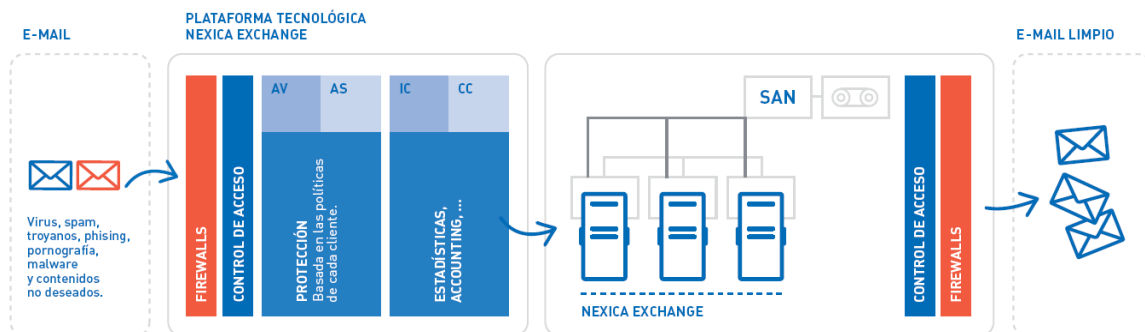 E-MAIL
PLATAFORMA TECNOLÓGICA
NEXICA EXCHANGE
E-MAIL LIMPIO
Virus, spam,
troyanos, phising,
pornografía,
malware
y contenidos
no deseados.
FIREWALLS
CONTROL DE ACCESO
AV
AS
PROTECCIÓN
Basada en las políticas
de cada cliente.
IC
CC
ESTADÍSTICAS,
ACCOUNTING, ...
SAN
NEXICA EXCHANGE
CONTROL DE ACCESO
FIREWALLS